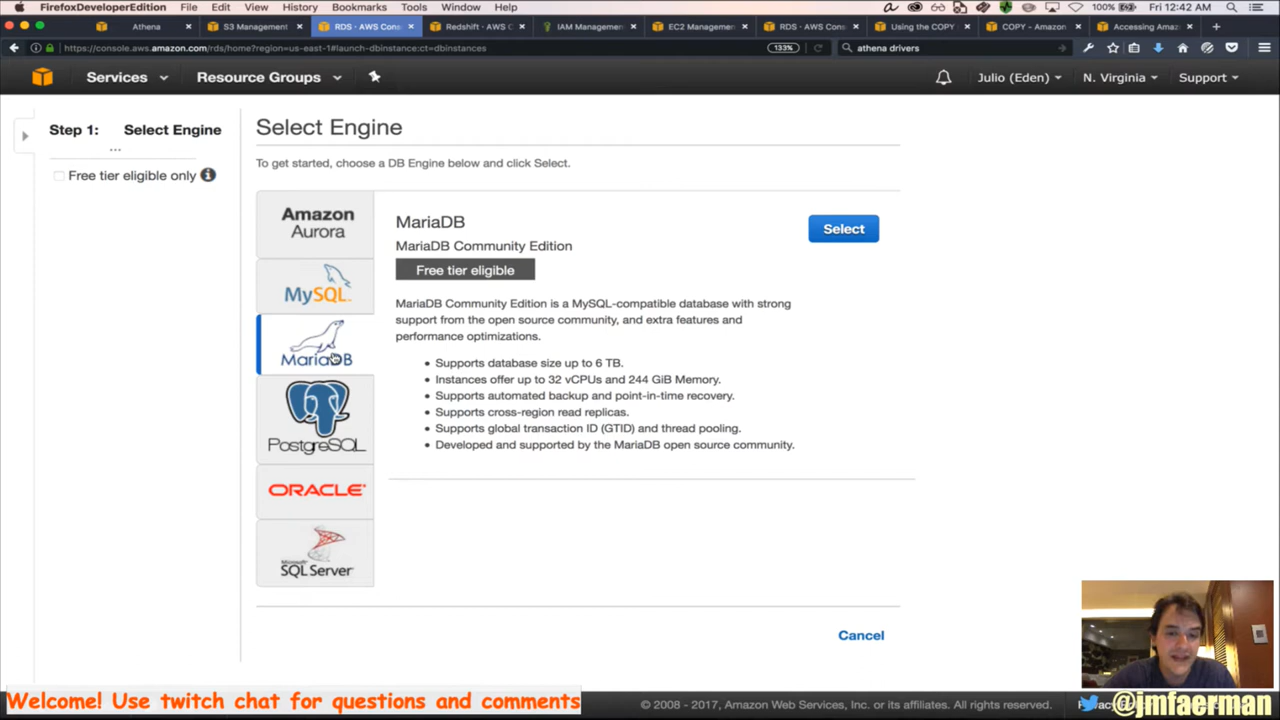 FirefoxDeveloperEdition File Edit View History Bookmarks Tools Window Help 100% Fri 12:42 AM
Athena S3 Management RDS - AWS Cons Redshift - AWS C IAM Managemen EC2 Managemen RDS - AWS Cons Using the COPY COPY - Amazon Accessing Amaz
https://console.aws.amazon.com/rds/home?region=us-east-1#launch-dbinstance:ct=dbinstances 133% athena drivers
Services Resource Groups Julio (Eden) N. Virginia Support
Step 1: Select Engine
...
Free tier eligible only
Select Engine
To get started, choose a DB Engine below and click Select.
Amazon
Aurora
MySQL
MariaDB
PostgreSQL
ORACLE
Microsoft
SQL Server
MariaDB
Select
MariaDB Community Edition
Free tier eligible
MariaDB Community Edition is a MySQL-compatible database with strong
support from the open source community, and extra features and
performance optimizations.
• Supports database size up to 6 TB.
• Instances offer up to 32 vCPUs and 244 GiB Memory.
• Supports automated backup and point-in-time recovery.
• Supports cross-region read replicas.
• Supports global transaction ID (GTID) and thread pooling.
• Developed and supported by the MariaDB open source community.
Cancel
Welcome! Use twitch chat for questions and comments
© 2008 - 2017, Amazon Web Services, Inc. or its affiliates. All rights reserved.
@jmfaerman